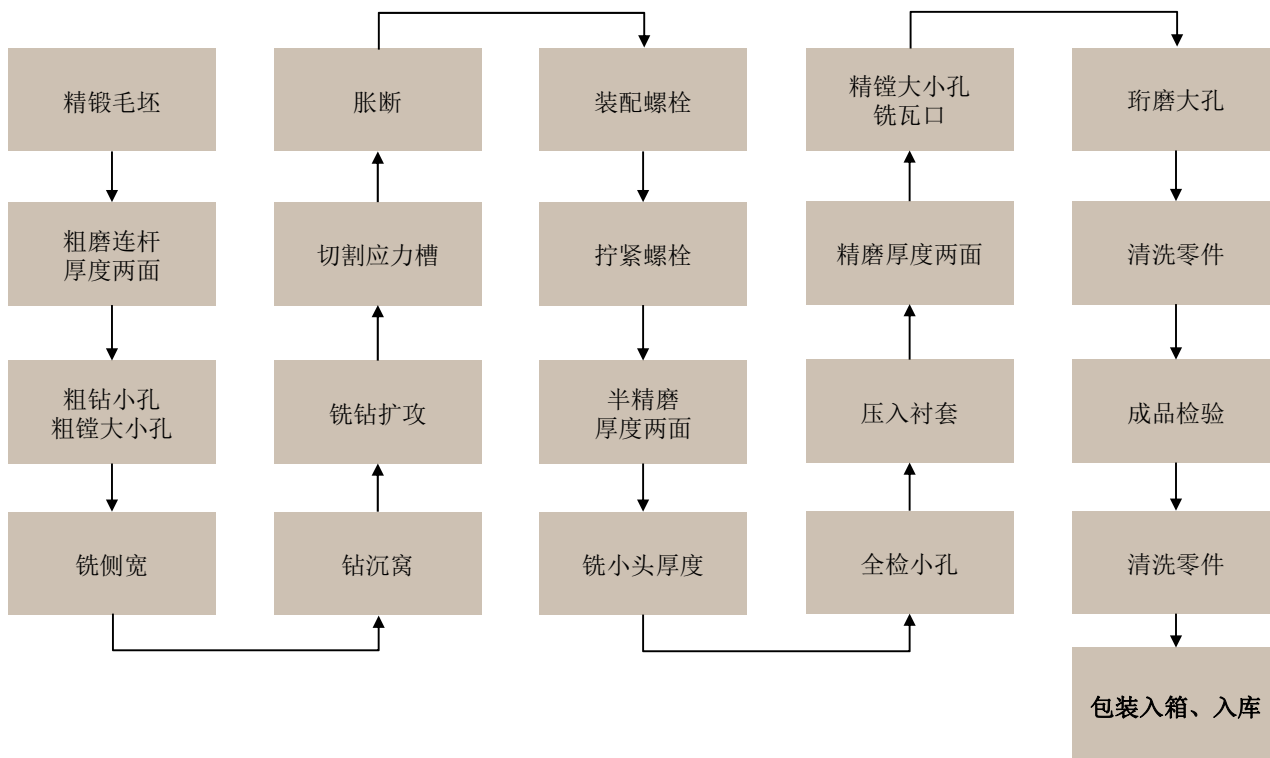 精锻毛坯
粗磨连杆
厚度两面
粗钻小孔
粗镗大小孔
铣侧宽
钻沉窝
铣钻扩攻
切割应力槽
胀断
装配螺栓
拧紧螺栓
半精磨
厚度两面
铣小头厚度
全检小孔
压入衬套
精磨厚度两面
精镗大小孔
铣瓦口
珩磨大孔
清洗零件
成品检验
清洗零件
包装入箱、入库